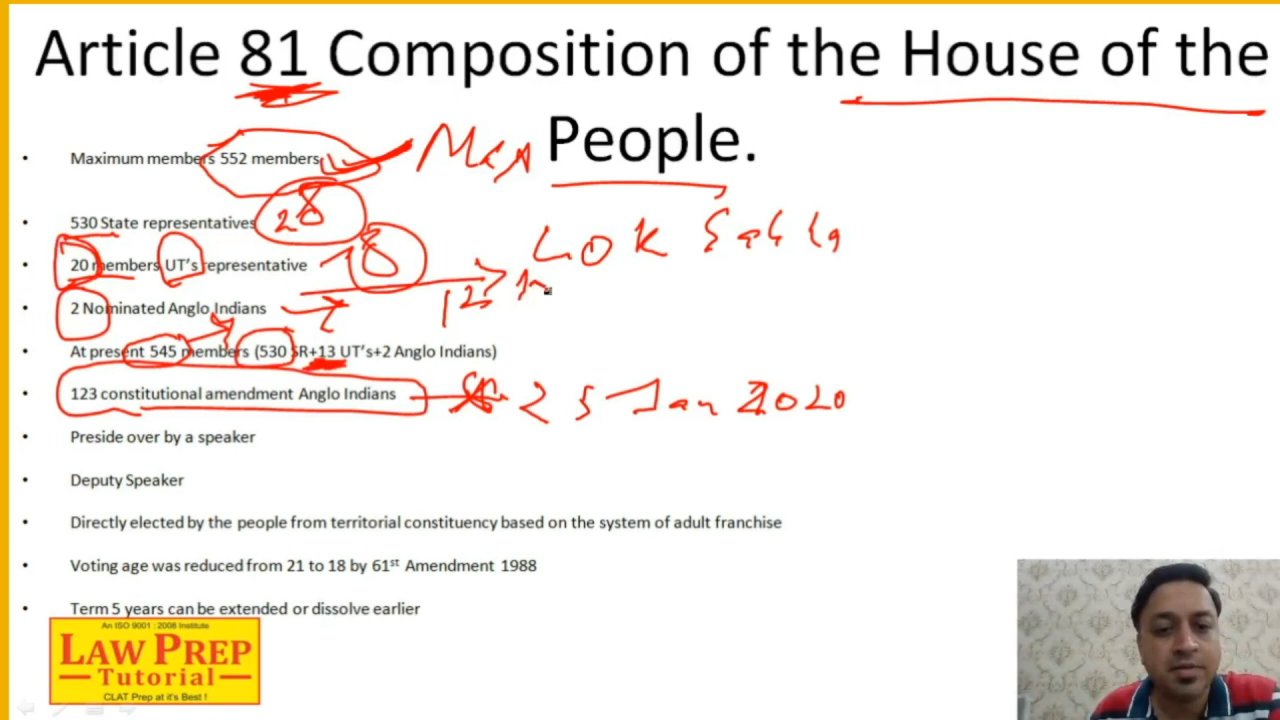 Article 81 Composition of the House of the
People.
• Maximum members 552 members Max
• 530 State representatives 28
Lok Sabha
• 20 members UT's representative 8
• 2 Nominated Anglo Indians
• At present 545 members (530 SR+13 UT's+2 Anglo Indians)
• 123 constitutional amendment Anglo Indians 25 Jan 2020
• Preside over by a speaker
• Deputy Speaker
• Directly elected by the people from territorial constituency based on the system of adult franchise
• Voting age was reduced from 21 to 18 by 61st Amendment 1988
• Term 5 years can be extended or dissolve earlier
An ISO 9001 : 2008 Institute
LAW PREP
Tutorial
CLAT Prep at it's Best !